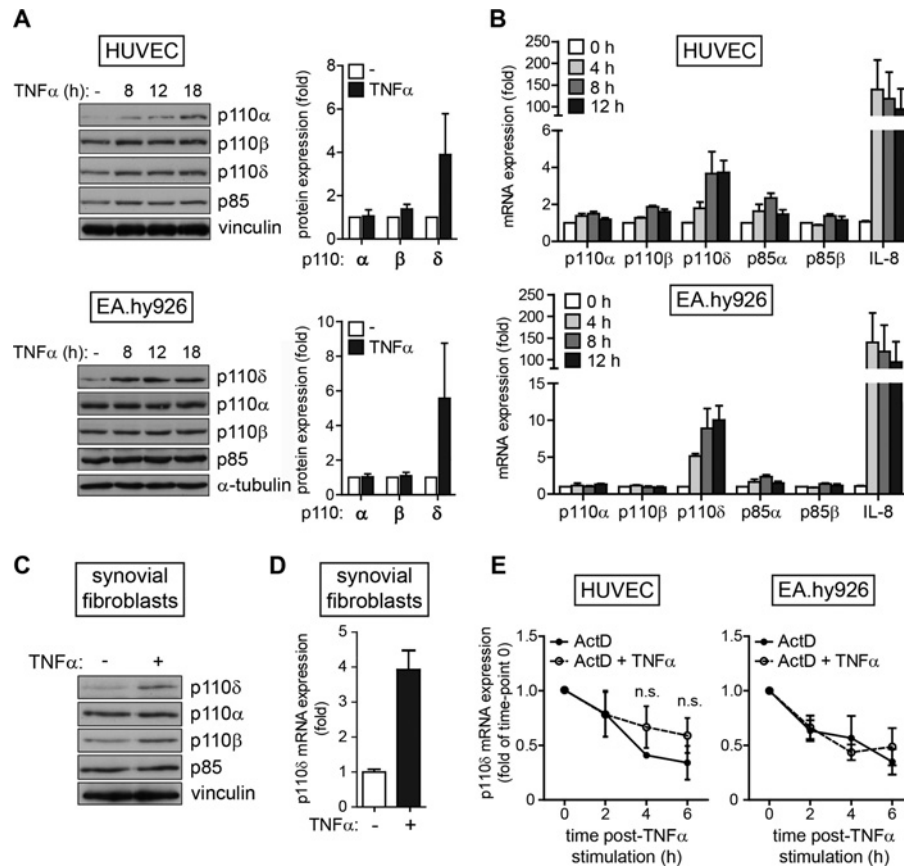 A
HUVEC
TNFα (h): - 8 12 18
p110α
p110β
p110δ
p85
vinculin
protein expression (fold)
8
6
4
2
0
-
TNFα
p110: α β δ
EA.hy926
TNFα (h): - 8 12 18
p110δ
p110α
p110β
p85
α-tubulin
protein expression (fold)
10
8
6
4
2
0
-
TNFα
p110: α β δ
B
HUVEC
mRNA expression (fold)
250
200
150
100
6
4
2
0
0 h
4 h
8 h
12 h
p110α p110β p110δ p85α p85β IL-8
EA.hy926
mRNA expression (fold)
250
200
150
100
15
10
5
0
0 h
4 h
8 h
12 h
p110α p110β p110δ p85α p85β IL-8
C
synovial
fibroblasts
TNFα: - +
p110δ
p110α
p110β
p85
vinculin
D
synovial
fibroblasts
p110δ mRNA expression
(fold)
5
4
3
2
1
0
TNFα: - +
E
HUVEC
p110δ mRNA expression
(fold of time-point 0)
1.5
1.0
0.5
0.0
ActD
ActD + TNFα
n.s. n.s.
0 2 4 6
time post-TNFα
stimulation (h)
EA.hy926
1.5
1.0
0.5
0.0
ActD
ActD + TNFα
0 2 4 6
time post-TNFα
stimulation (h)